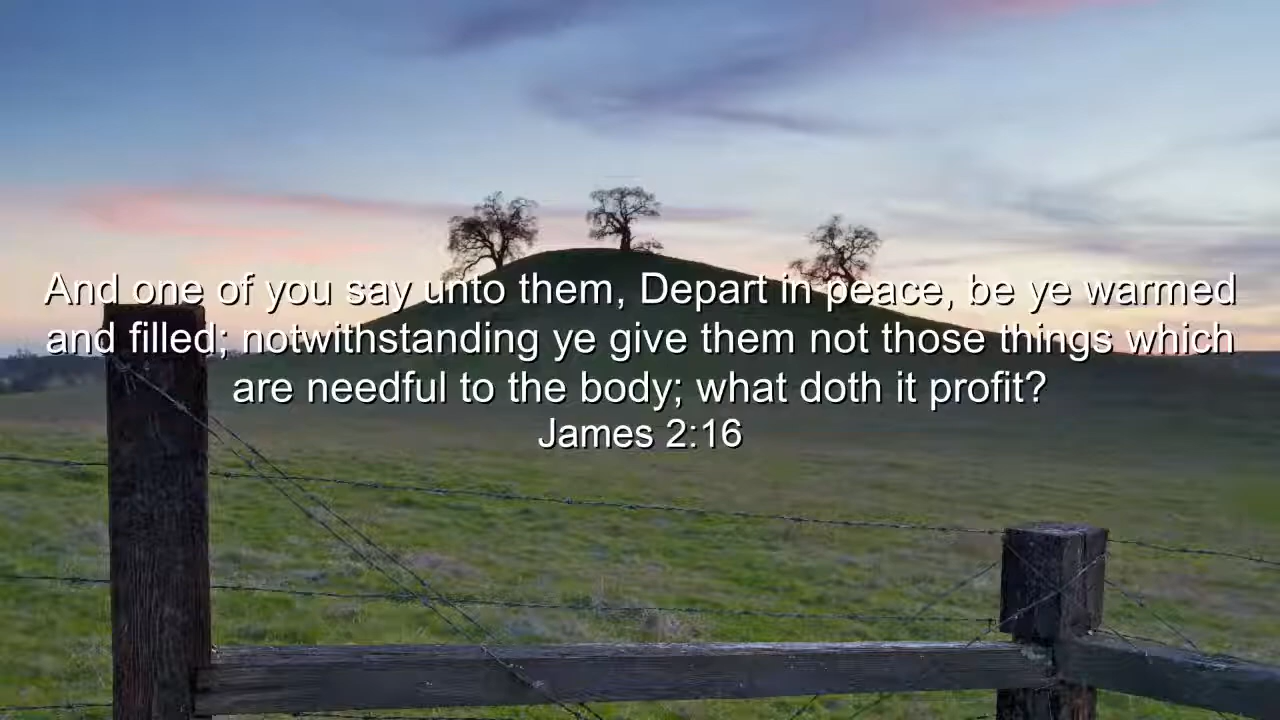 And one of you say unto them, Depart in peace, be ye warmed
and filled; notwithstanding ye give them not those things which
are needful to the body; what doth it profit?
James 2:16